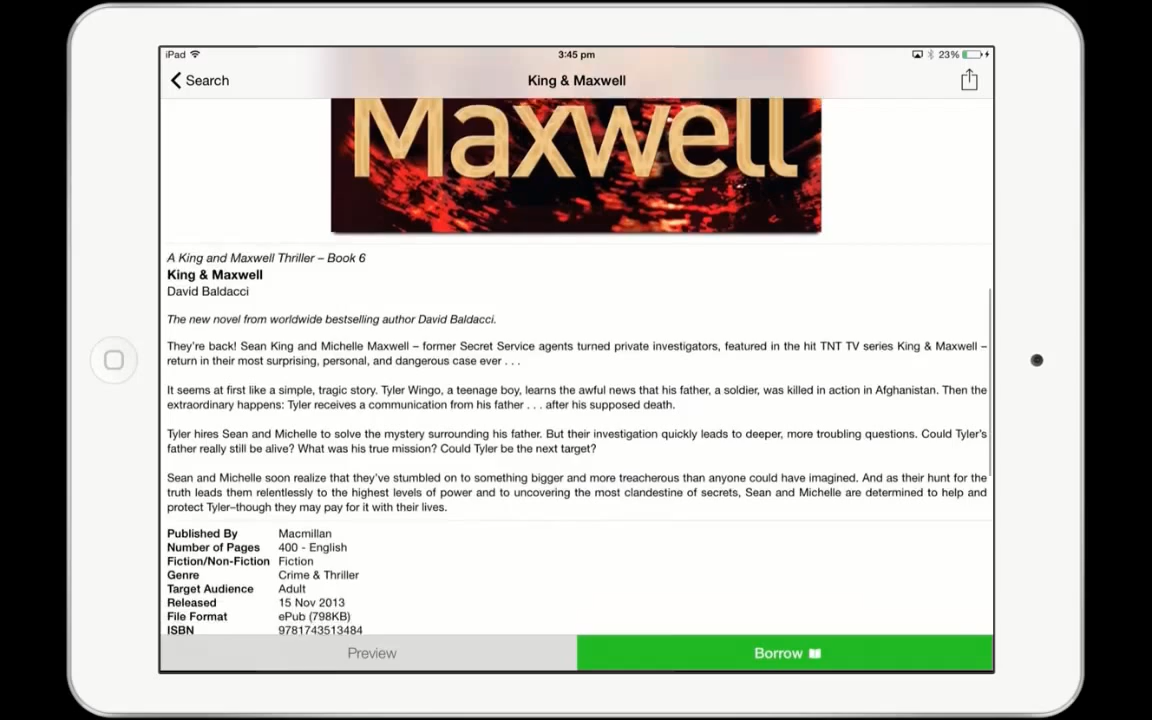 iPad 3:45 pm 23%
Search King & Maxwell
Maxwell
A King and Maxwell Thriller – Book 6
King & Maxwell
David Baldacci
The new novel from worldwide bestselling author David Baldacci.
They're back! Sean King and Michelle Maxwell – former Secret Service agents turned private investigators, featured in the hit TNT TV series King & Maxwell –
return in their most surprising, personal, and dangerous case ever . . .
It seems at first like a simple, tragic story. Tyler Wingo, a teenage boy, learns the awful news that his father, a soldier, was killed in action in Afghanistan. Then the
extraordinary happens: Tyler receives a communication from his father . . . after his supposed death.
Tyler hires Sean and Michelle to solve the mystery surrounding his father. But their investigation quickly leads to deeper, more troubling questions. Could Tyler's
father really still be alive? What was his true mission? Could Tyler be the next target?
Sean and Michelle soon realize that they've stumbled on to something bigger and more treacherous than anyone could have imagined. And as their hunt for the
truth leads them relentlessly to the highest levels of power and to uncovering the most clandestine of secrets, Sean and Michelle are determined to help and
protect Tyler–though they may pay for it with their lives.
Published By Macmillan
Number of Pages 400 - English
Fiction/Non-Fiction Fiction
Genre Crime & Thriller
Target Audience Adult
Released 15 Nov 2013
File Format ePub (798KB)
ISBN 9781743513484
Preview Borrow